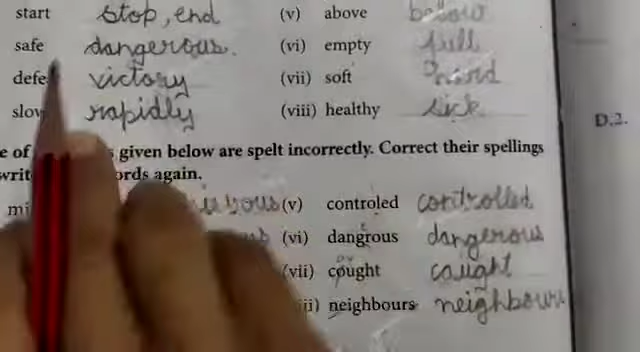 start stop, end (v) above below
safe dangerous. (vi) empty full
defe victory (vii) soft hard
slow rapidly (viii) healthy sick
D.2.
e of given below are spelt incorrectly. Correct their spellings
writ ords again.
mi (v) controled controlled
(vi) dangrous dangerous
(vii) cought caught
ii) neighbours neighbours